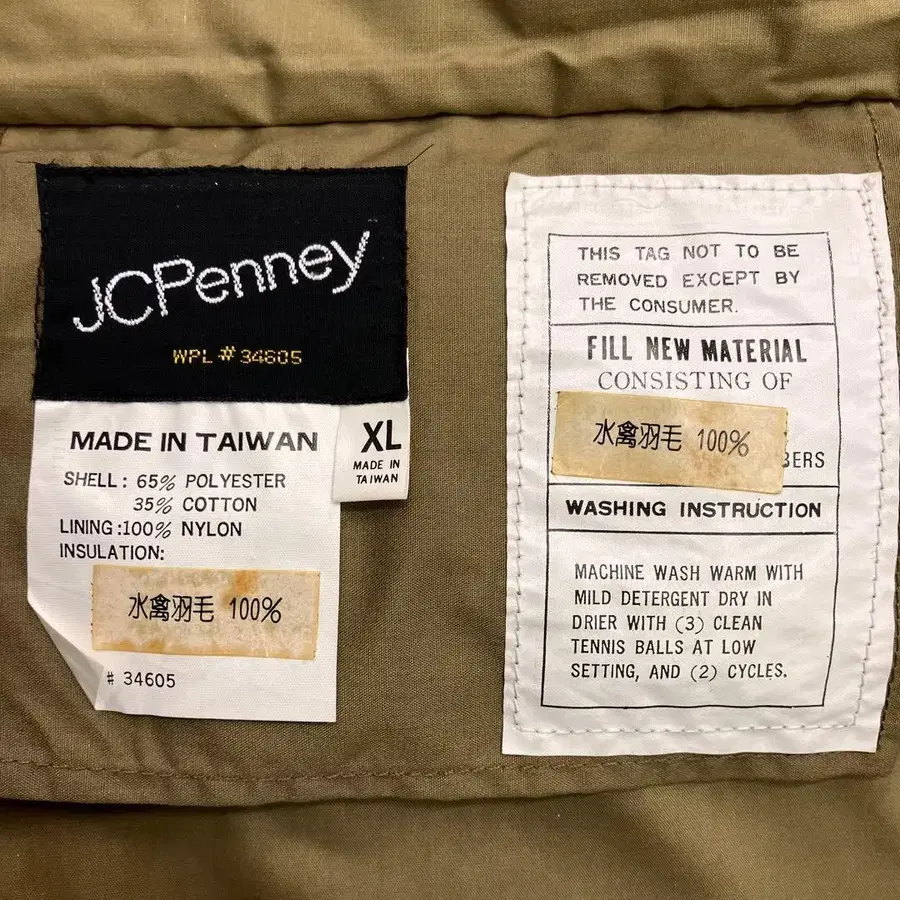 JCPenney
WPL # 34605
MADE IN TAIWAN
SHELL: 65% POLYESTER
35% COTTON
LINING:100% NYLON
INSULATION:
水禽羽毛 100%
# 34605
XL
MADE IN
TAIWAN
THIS TAG NOT TO BE
REMOVED EXCEPT BY
THE CONSUMER.
FILL NEW MATERIAL
CONSISTING OF
水禽羽毛 100%
WASHING INSTRUCTION
MACHINE WASH WARM WITH
MILD DETERGENT DRY IN
DRIER WITH (3) CLEAN
TENNIS BALLS AT LOW
SETTING, AND (2) CYCLES.